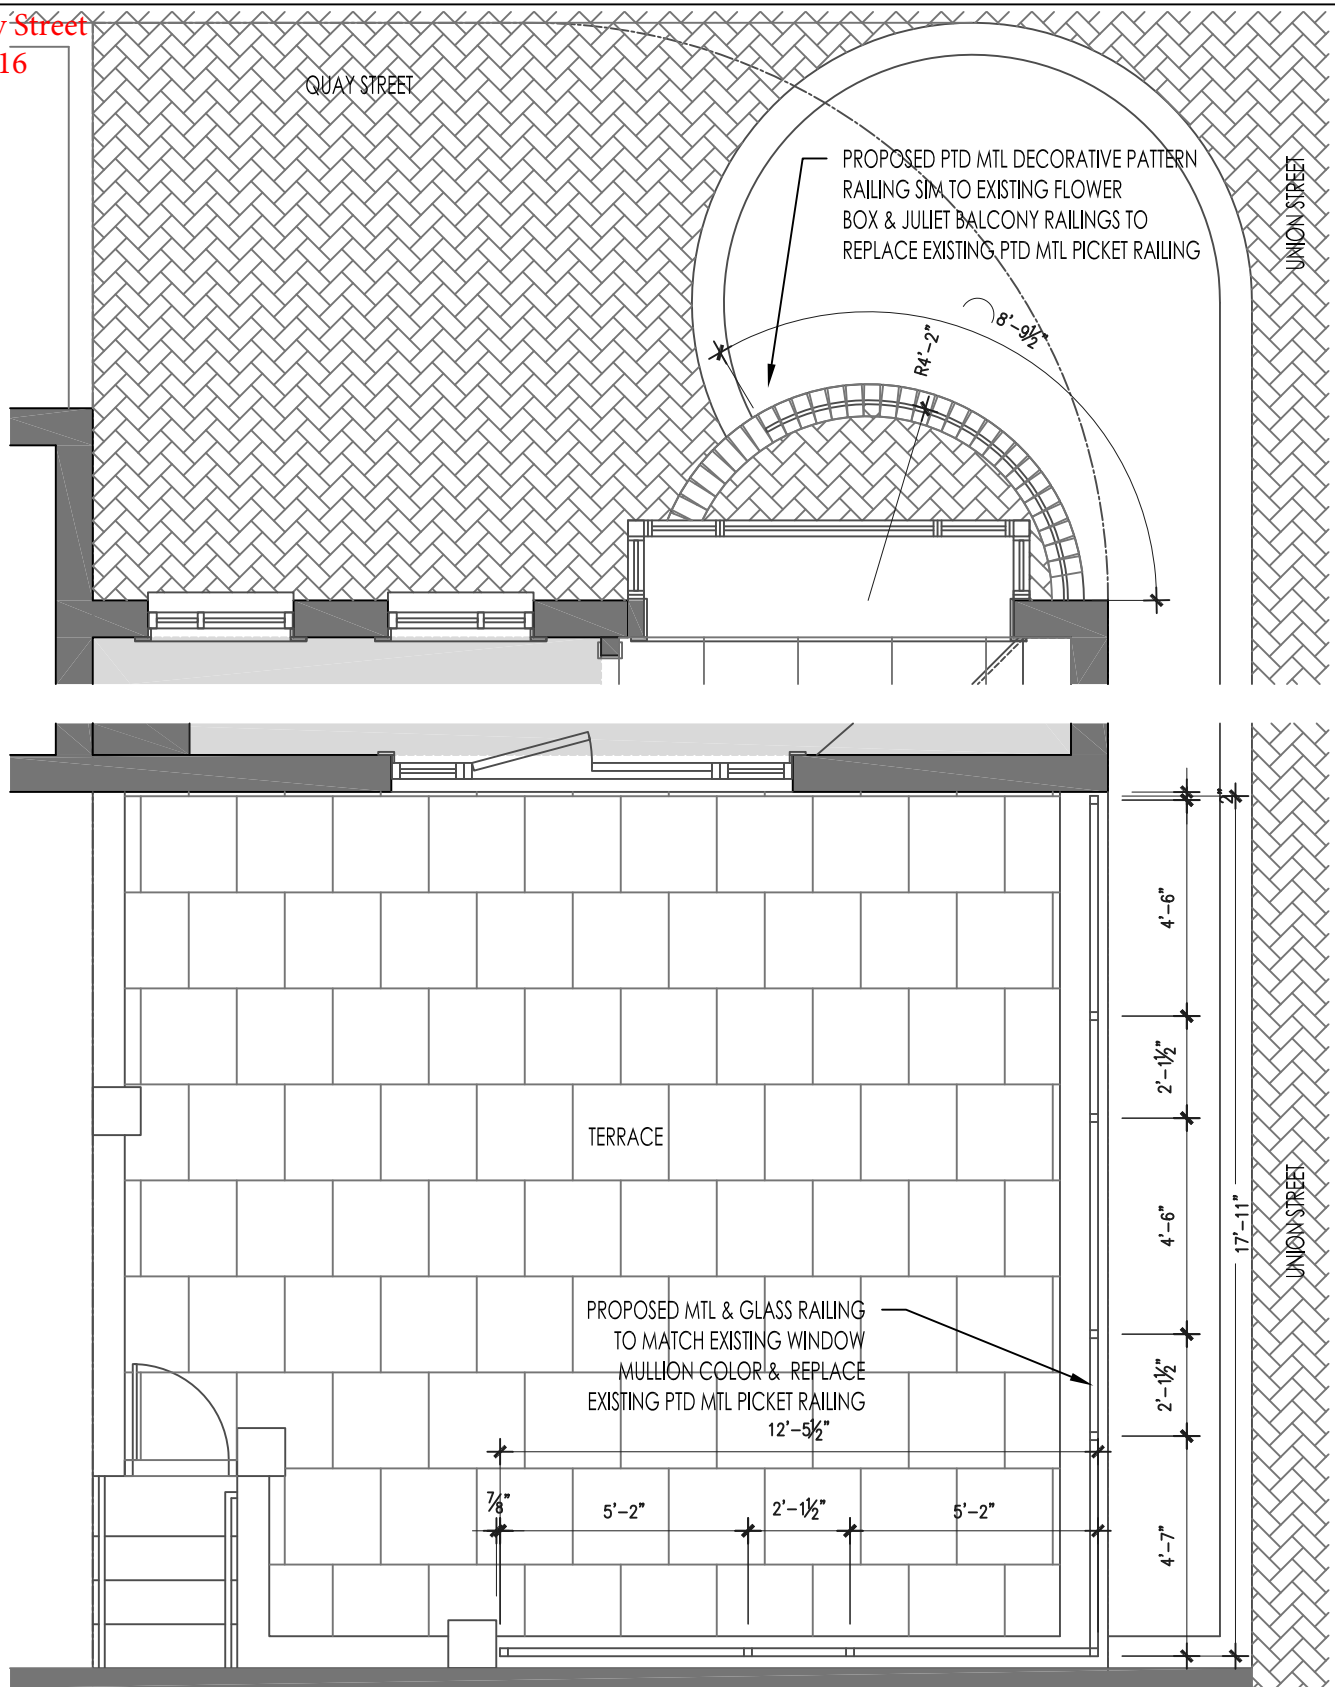 Street
16
QUAY STREET
PROPOSED PTD MTL DECORATIVE PATTERN
RAILING SIM TO EXISTING FLOWER
BOX & JULIET BALCONY RAILINGS TO
REPLACE EXISTING PTD MTL PICKET RAILING
UNION STREET
8'-9½"
R4'-2"
2"
4'-6"
2'-1½"
TERRACE
4'-6"
17'-11"
UNION STREET
PROPOSED MTL & GLASS RAILING
TO MATCH EXISTING WINDOW
MULLION COLOR & REPLACE
EXISTING PTD MTL PICKET RAILING
2'-1½"
12'-5½"
⅞"
5'-2"
2'-1½"
5'-2"
4'-7"